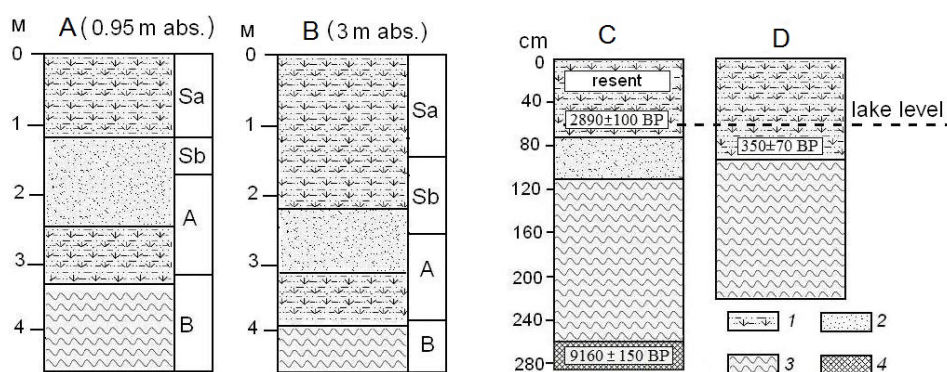 M A (0.95 m abs.)
0
1
2
3
4
Sa
Sb
A
B
M B (3 m abs.)
0
1
2
3
4
Sa
Sb
A
B
cm C
0
40
80
120
160
200
240
280
resent
2890±100 BP
9160 ± 150 BP
D
350±70 BP
lake level
1 2
3 4